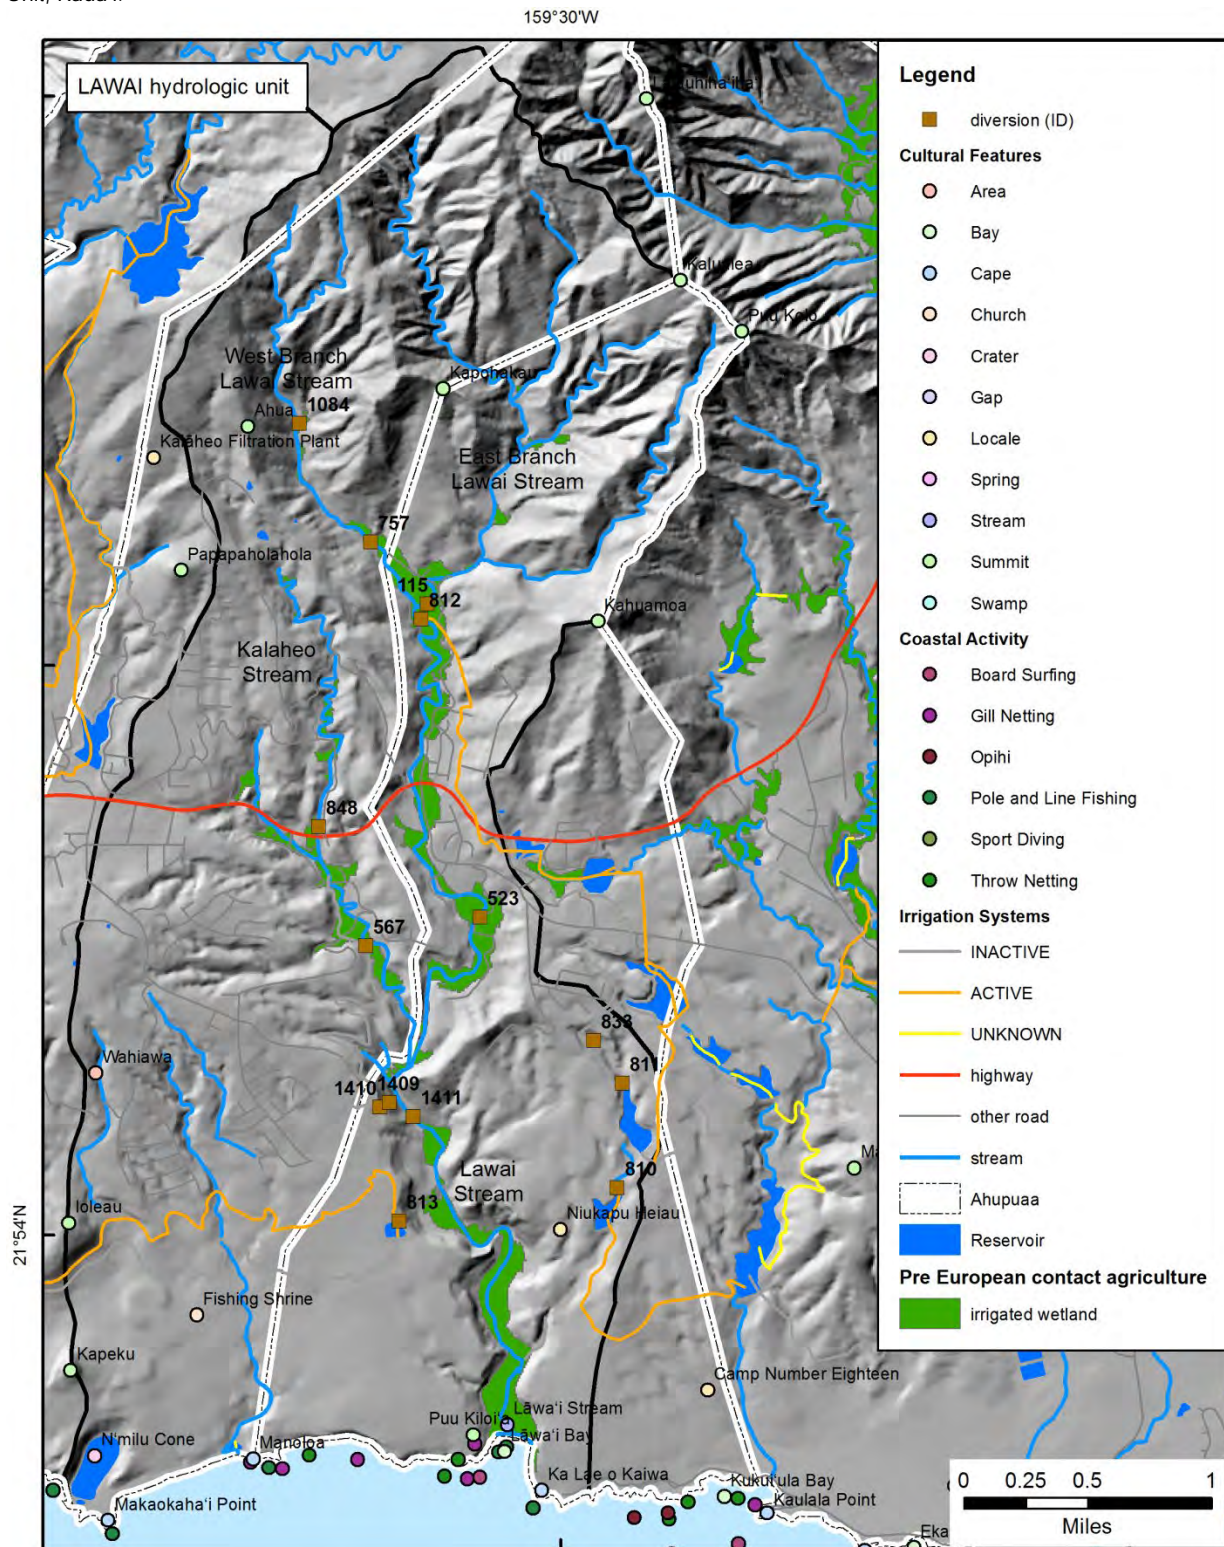 159°30'W
LAWAI hydrologic unit
Kapohakau
West Branch
Lawai Stream
1084
Ahua
Kalāheo Filtration Plant
East Branch
Lawai Stream
757
Papapaholahola
115
812
Kahuamoa
Kalaheo
Stream
848
523
567
833
Wahiawa
811
1409
1410
1411
810
Lawai
Stream
813
Niukapu Heiau
Ioleau
21°54'N
Fishing Shrine
Kapeku
Camp Number Eighteen
Lāwa'i Stream
Puu Kiloi'a
Lāwa'i Bay
N'milu Cone
Manoloa
Ka Lae o Kaiwa
Kukui'ula Bay
Makaokaha'i Point
Kaulala Point
Legend
diversion (ID)
Cultural Features
Area
Bay
Cape
Church
Crater
Gap
Locale
Spring
Stream
Summit
Swamp
Coastal Activity
Board Surfing
Gill Netting
Opihi
Pole and Line Fishing
Sport Diving
Throw Netting
Irrigation Systems
INACTIVE
ACTIVE
UNKNOWN
highway
other road
stream
Ahupuaa
Reservoir
Pre European contact agriculture
irrigated wetland
0 0.25 0.5 1
Miles